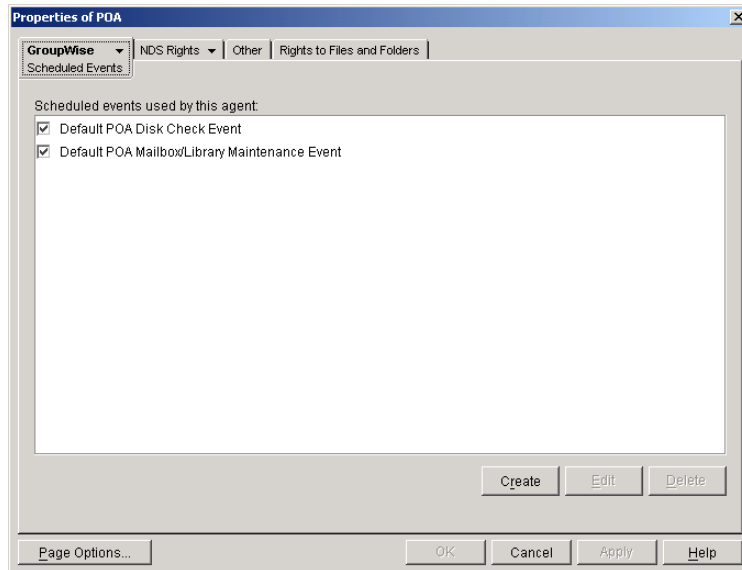 Properties of POA
GroupWise NDS Rights Other Rights to Files and Folders
Scheduled Events
Scheduled events used by this agent:
Default POA Disk Check Event
Default POA Mailbox/Library Maintenance Event
Create Edit Delete
Page Options... OK Cancel Apply Help